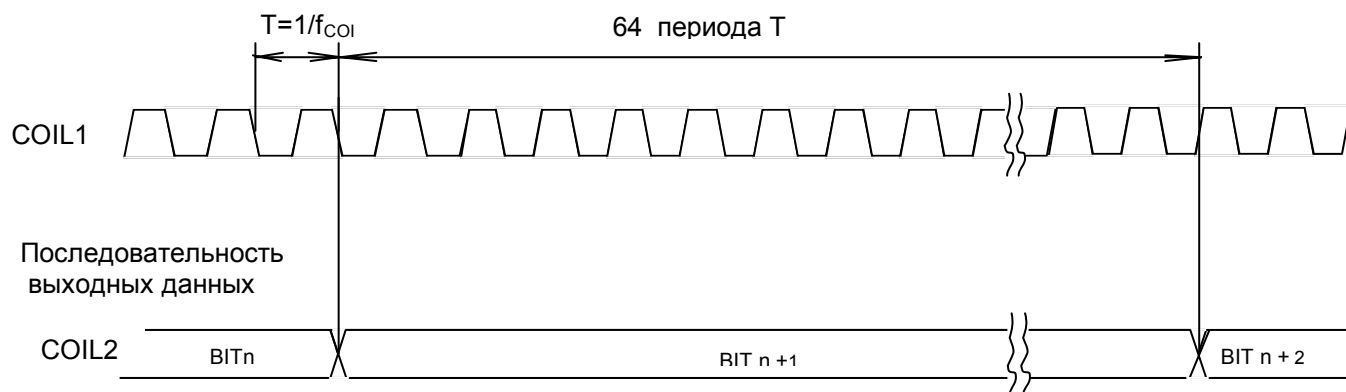 T=1/fCOI
64 периода T
COIL1
Последовательность
выходных данных
COIL2
BITn
BIT n +1
BIT n + 2